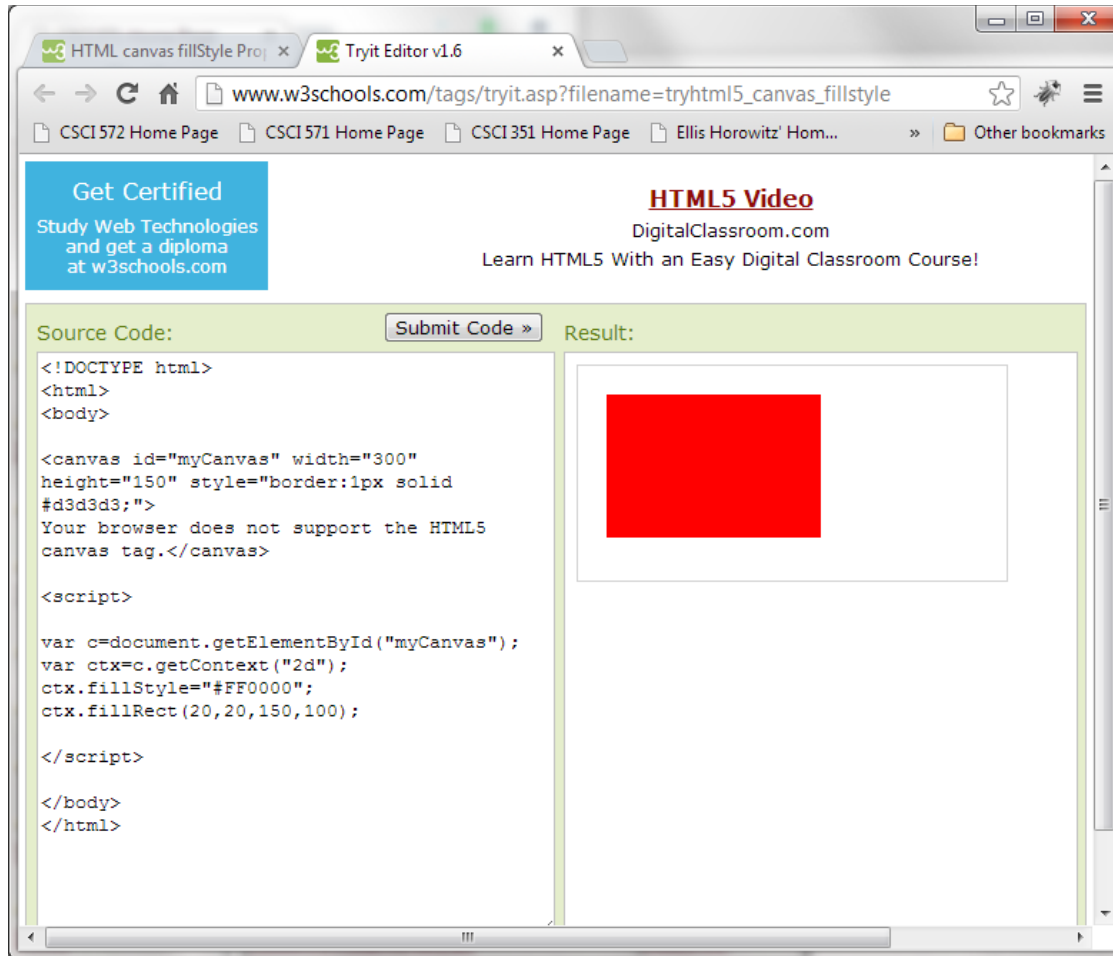 HTML canvas fillStyle Pro
Tryit Editor v1.6
www.w3schools.com/tags/tryit.asp?filename=tryhtml5_canvas_fillstyle
CSCI 572 Home Page
CSCI 571 Home Page
CSCI 351 Home Page
Ellis Horowitz' Hom...
»
Other bookmarks
Get Certified
Study Web Technologies
and get a diploma
at w3schools.com
HTML5 Video
DigitalClassroom.com
Learn HTML5 With an Easy Digital Classroom Course!
Source Code:
Submit Code »
Result:
<!DOCTYPE html>
<html>
<body>
<canvas id="myCanvas" width="300"
height="150" style="border:1px solid
#d3d3d3;">
Your browser does not support the HTML5
canvas tag.</canvas>
<script>
var c=document.getElementById("myCanvas");
var ctx=c.getContext("2d");
ctx.fillStyle="#FF0000";
ctx.fillRect(20,20,150,100);
</script>
</body>
</html>